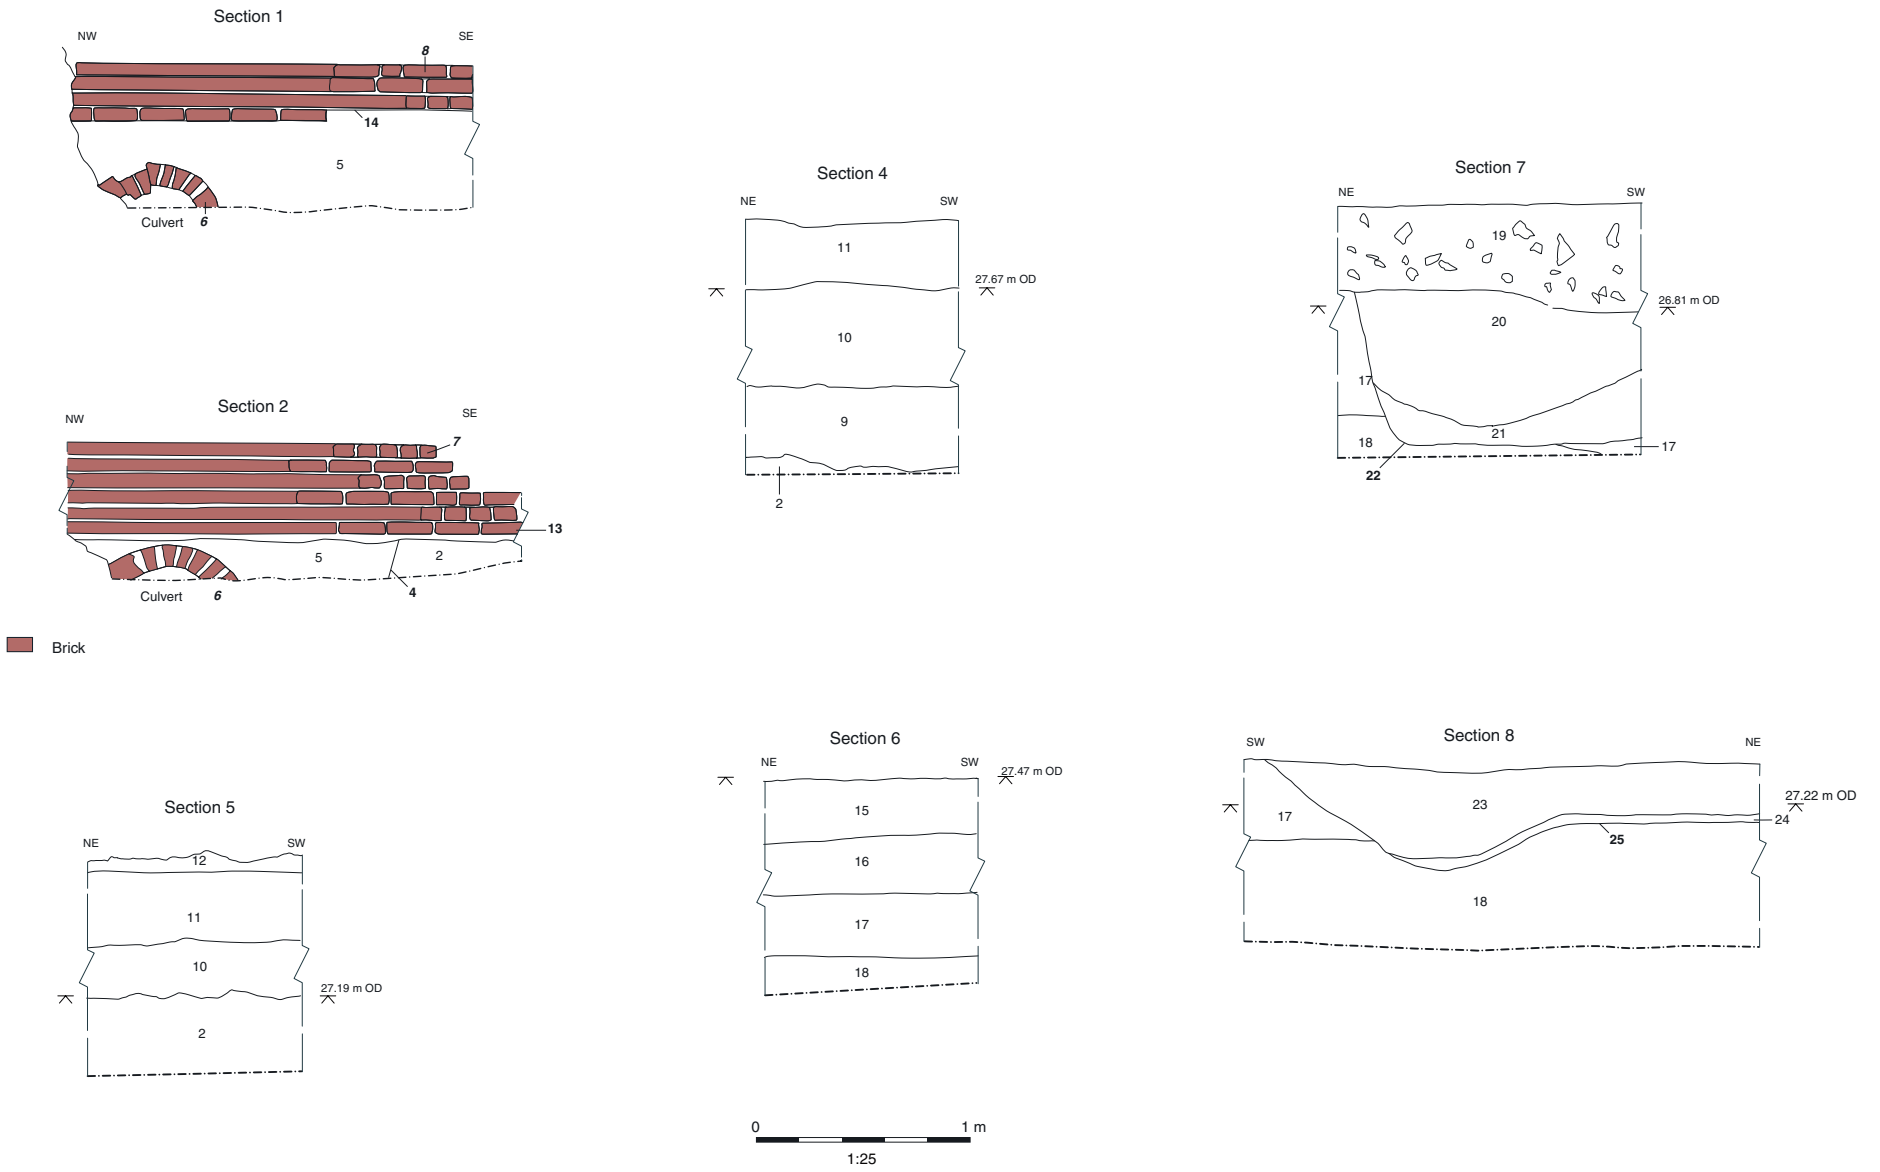 Section 1
NW SE
8
14
5
Culvert 6
Section 2
NW SE
7
13
5 2
Culvert 6 4
Brick
Section 4
NE SW
11
27.67 m OD
10
9
2
Section 7
NE SW
19
26.81 m OD
20
17
21
18 17
22
Section 5
NE SW
12
11
10
27.19 m OD
2
Section 6
NE SW
27.47 m OD
15
16
17
18
Section 8
SW NE
23
27.22 m OD
17 24
25
18
0 1 m
1:25